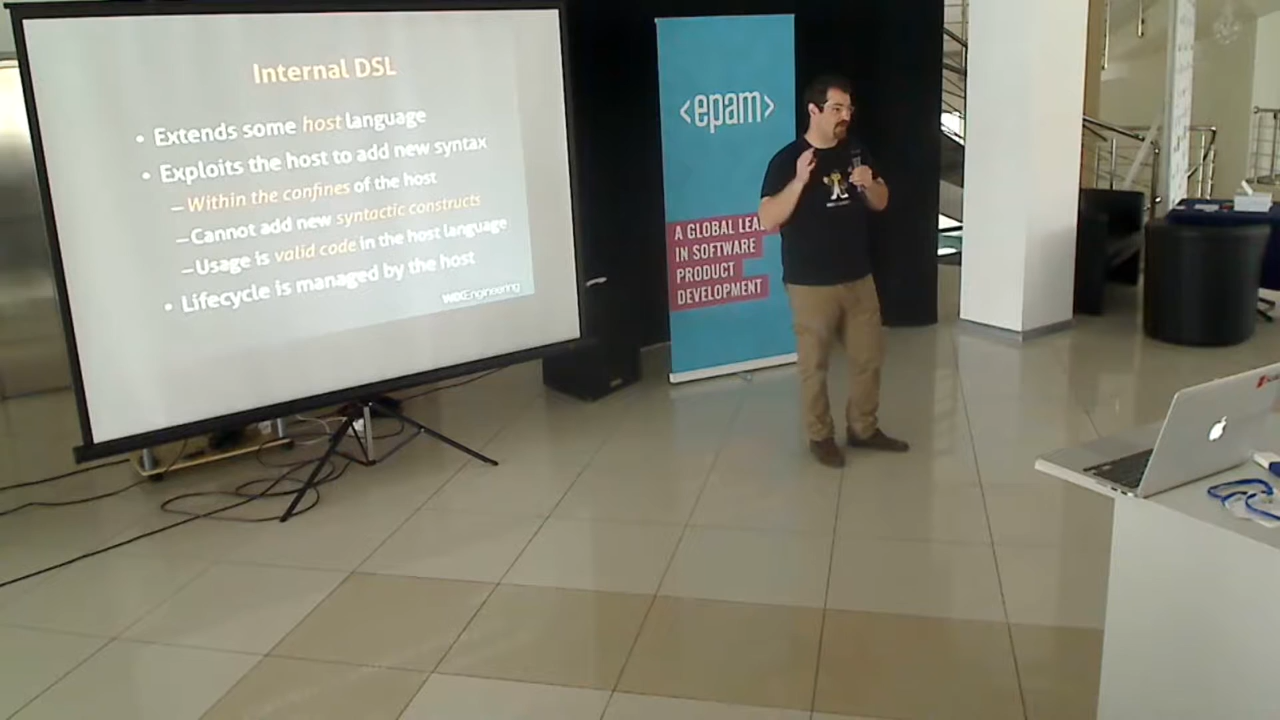 Internal DSL
• Extends some host language
• Exploits the host to add new syntax
– Within the confines of the host
– Cannot add new syntactic constructs
– Usage is valid code in the host language
• Lifecycle is managed by the host
WIXEngineering
<epam>
A GLOBAL LEA
IN SOFTWARE
PRODUCT
DEVELOPMENT